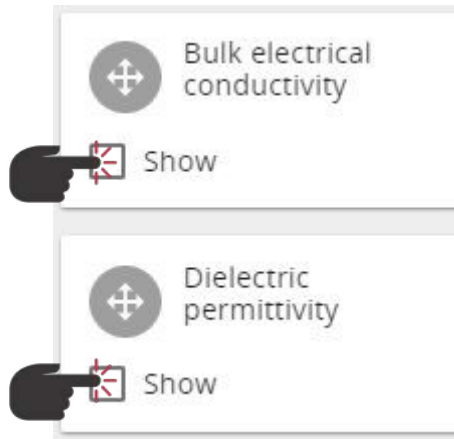 Bulk electrical
conductivity
Show
Dielectric
permittivity
Show